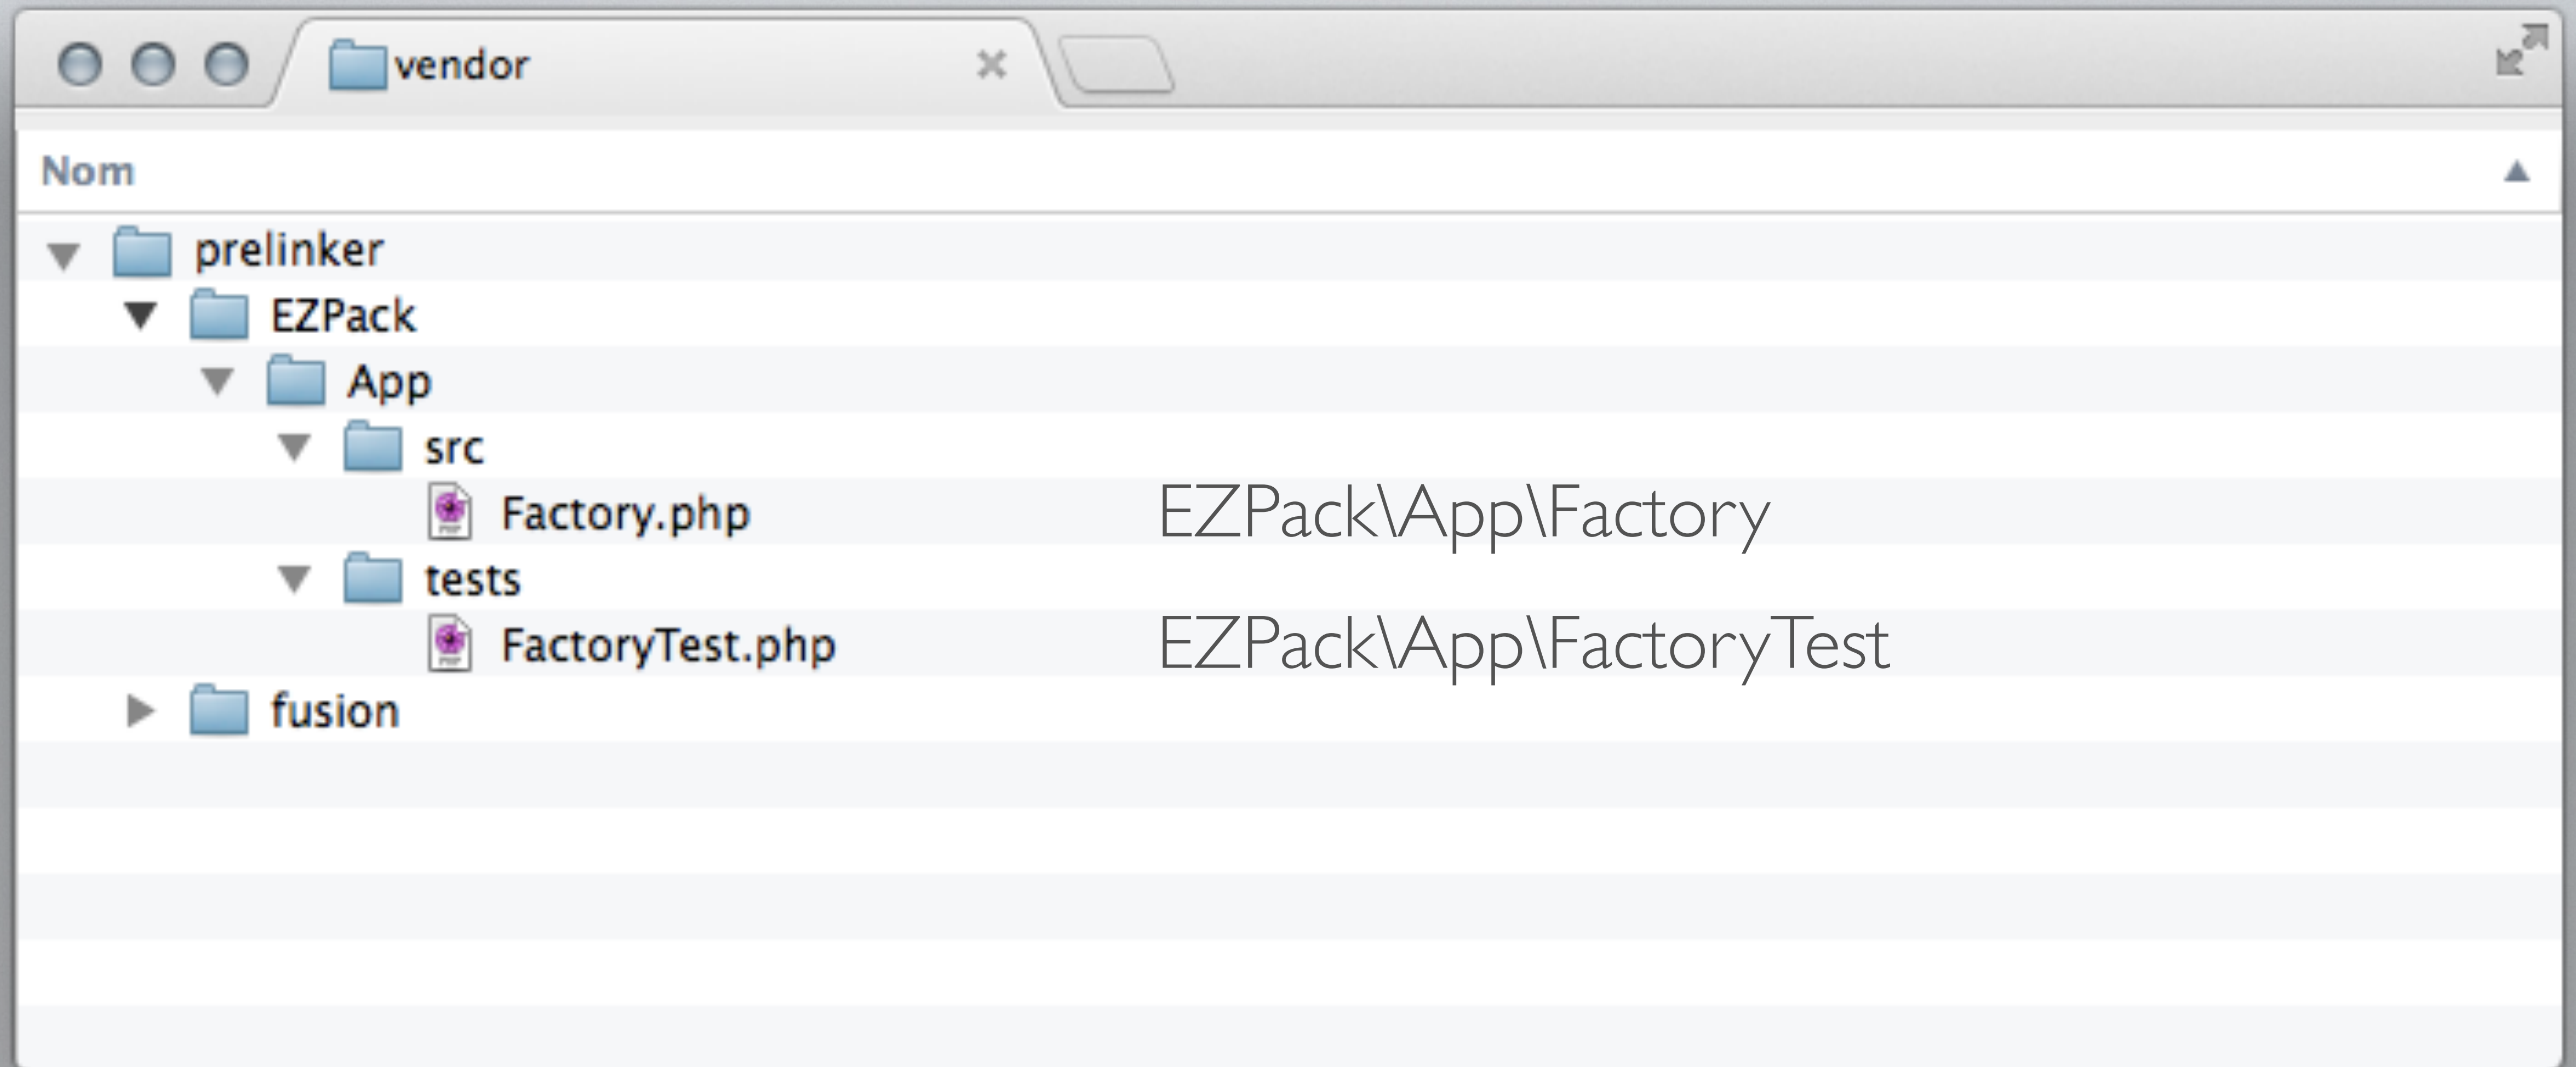 vendor
Nom
prelinker
EZPack
App
src
Factory.php EZPack\App\Factory
tests
FactoryTest.php EZPack\App\FactoryTest
fusion